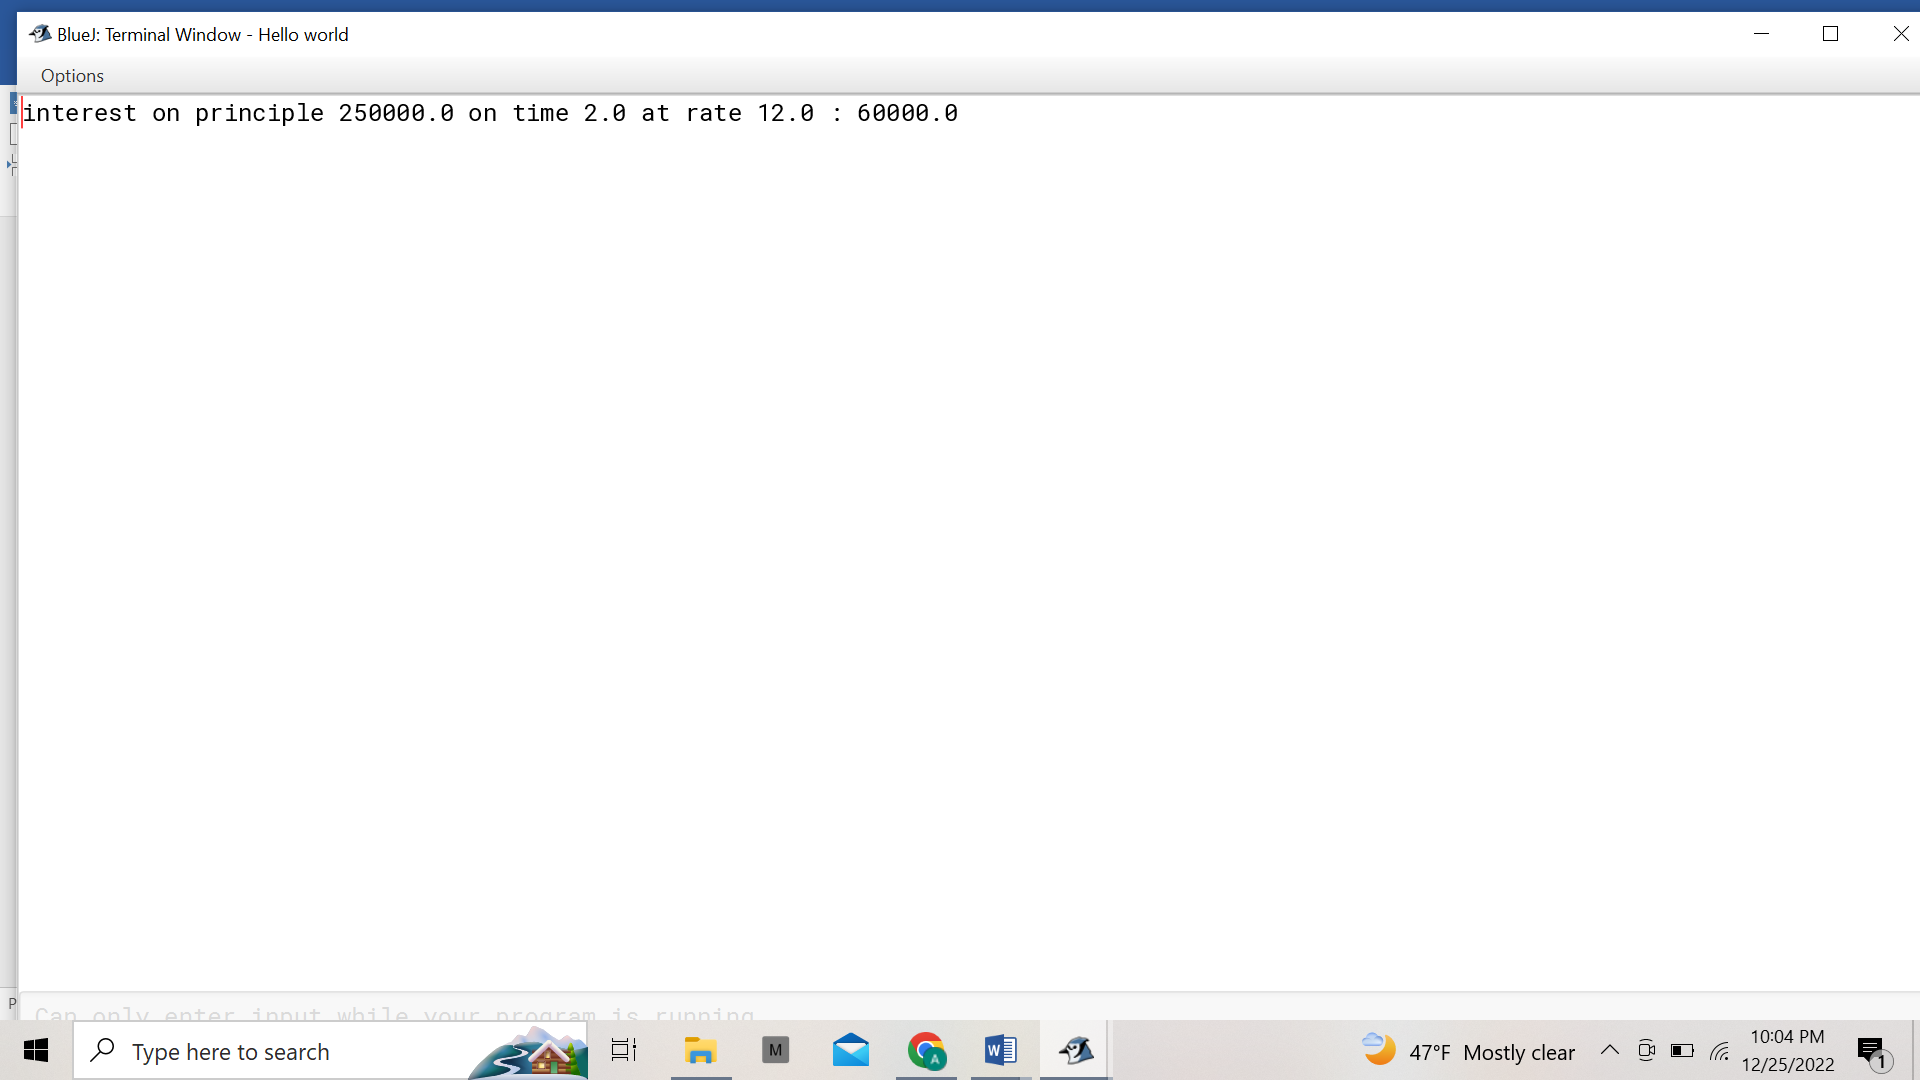 BlueJ: Terminal Window - Hello world
Options
interest on principle 250000.0 on time 2.0 at rate 12.0 : 60000.0
P
Can only enter input while your program is running
Type here to search
M
A
W
47°F Mostly clear
10:04 PM
12/25/2022
1